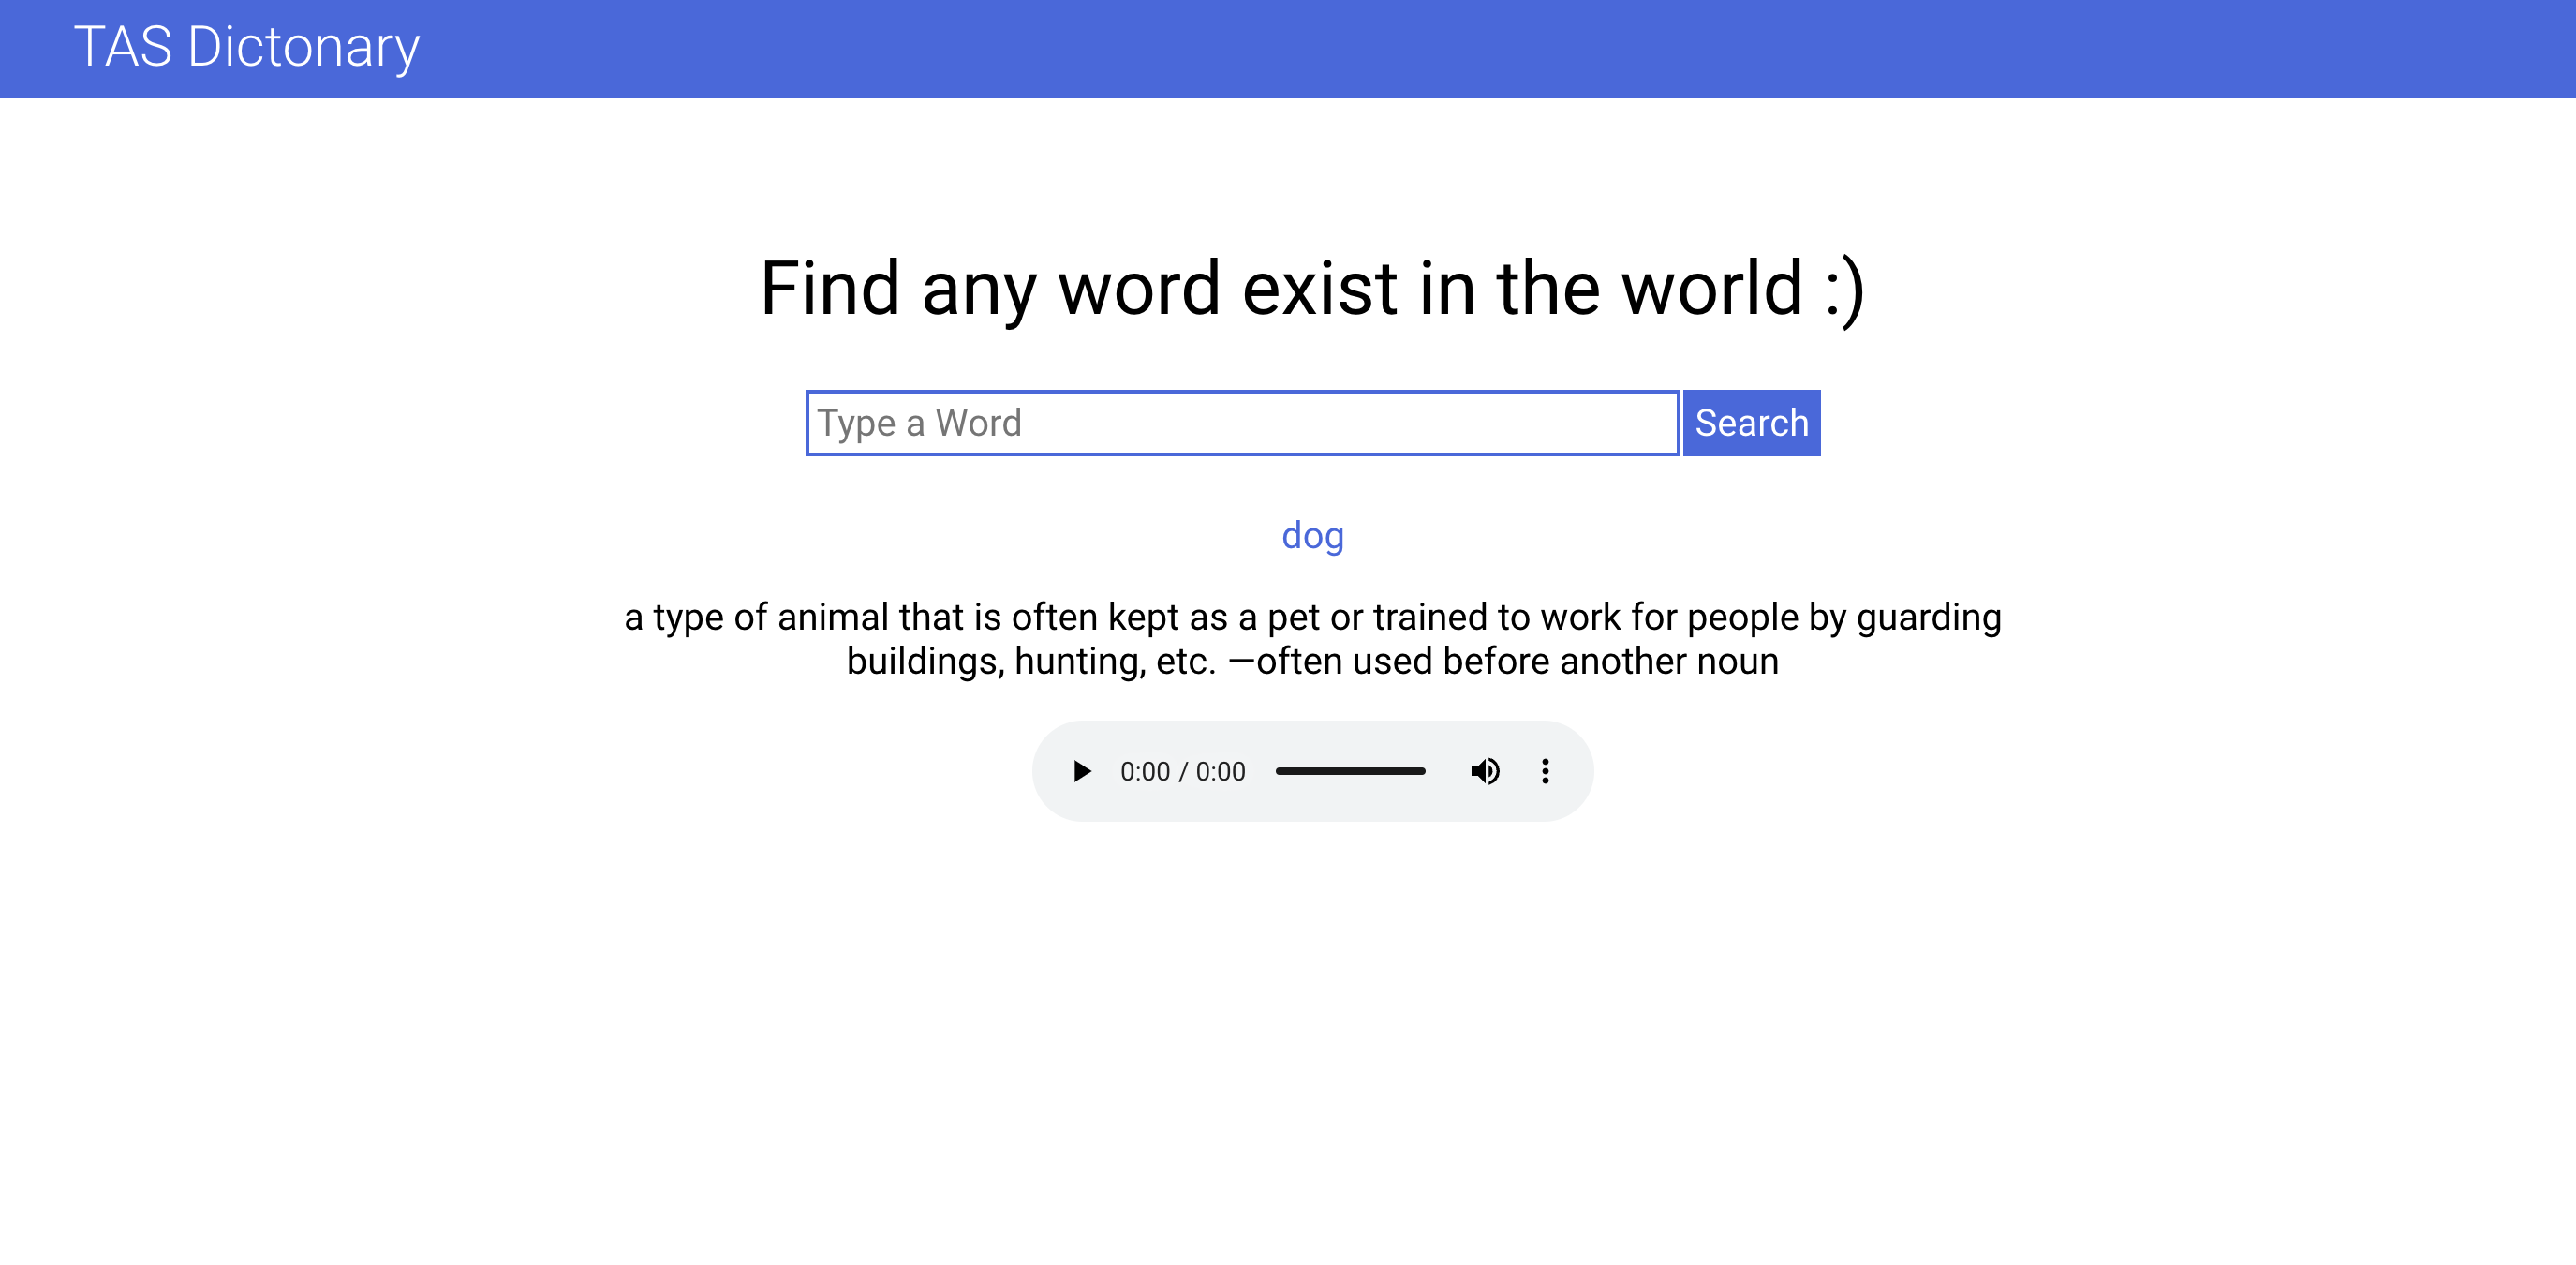 TAS Dictonary
Find any word exist in the world :)
Type a Word
Search
dog
a type of animal that is often kept as a pet or trained to work for people by guarding
buildings, hunting, etc. —often used before another noun
0:00 / 0:00